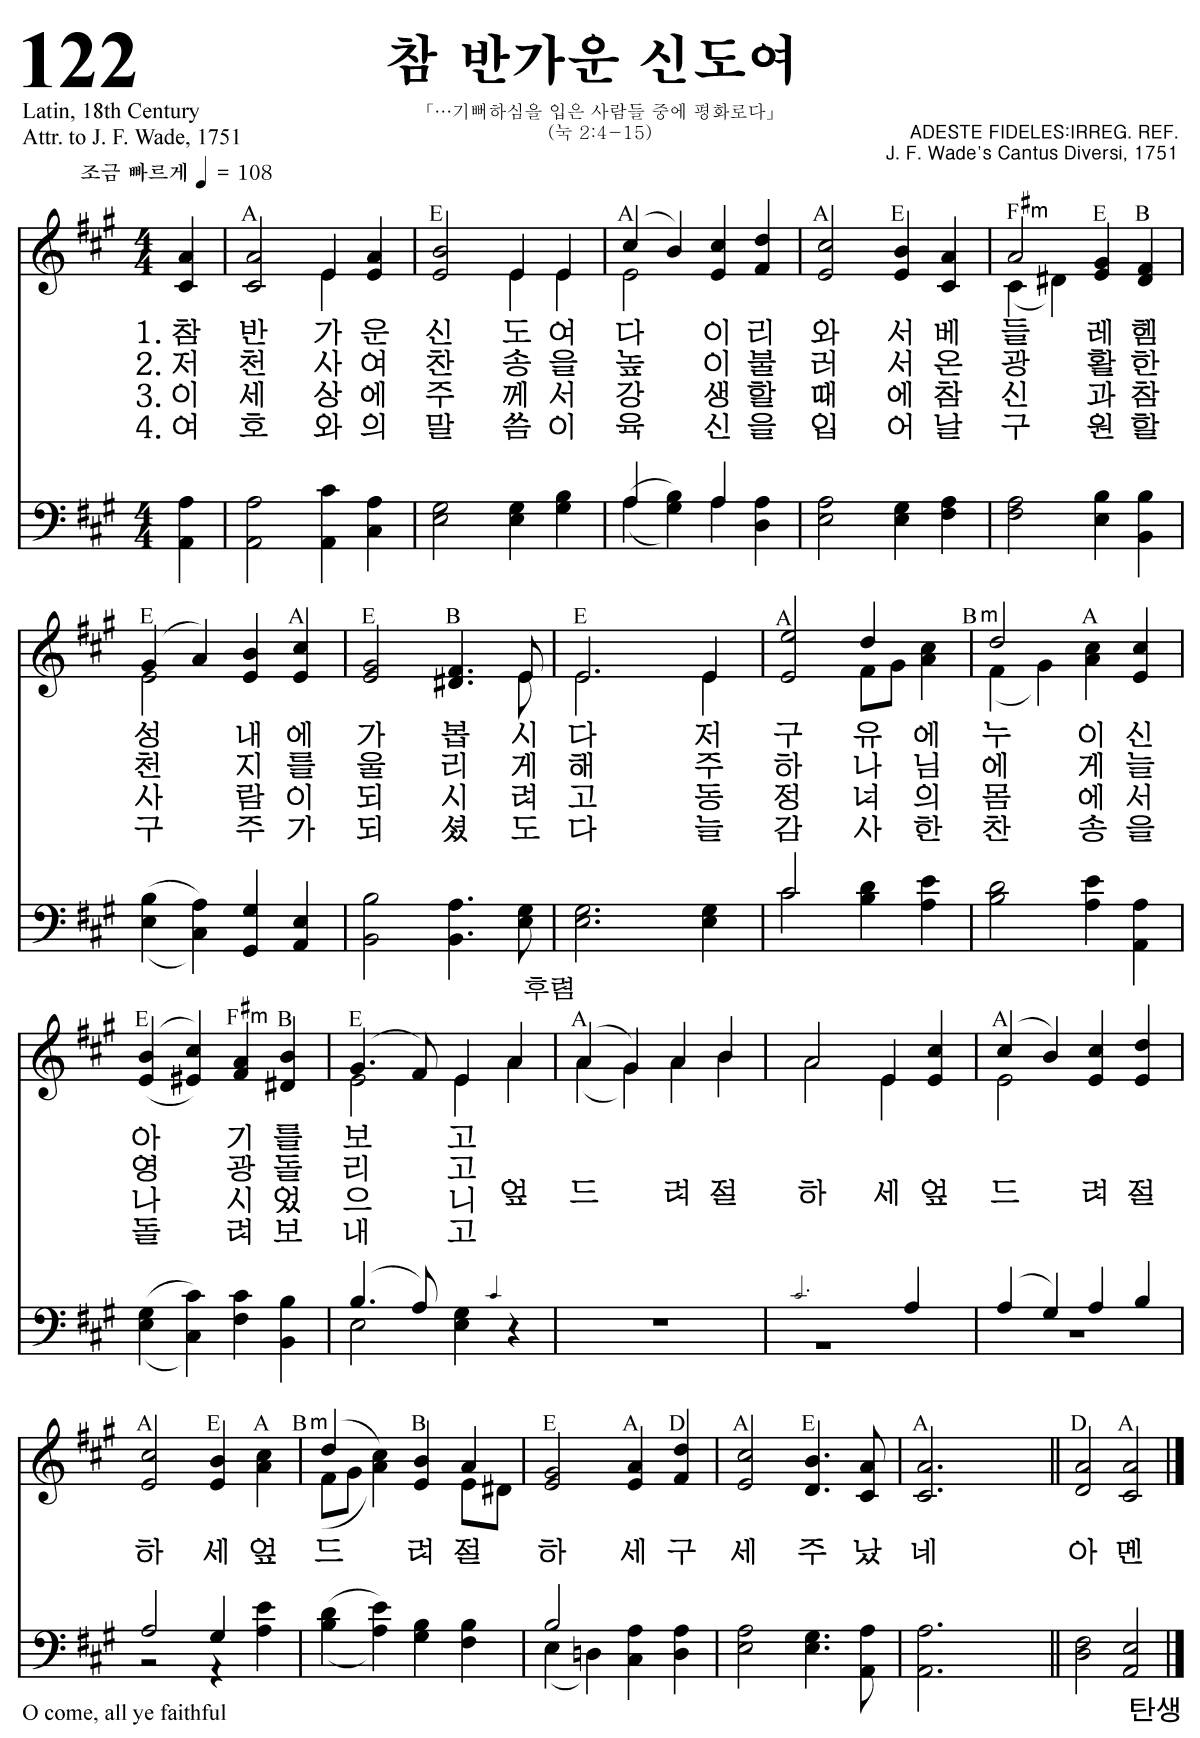 122
참 반가운 신도여
Latin, 18th Century
Attr. to J. F. Wade, 1751
「…기뻐하심을 입은 사람들 중에 평화로다」
(눅 2:4-15)
ADESTE FIDELES:IRREG. REF.
J. F. Wade's Cantus Diversi, 1751
조금 빠르게 ♩ = 108
A E A A E F#m E B
1. 참 반 가 운 신 도 여 다 이 리 와 서 베 들 레 헴
2. 저 천 사 여 찬 송 을 높 이 불 러 서 온 광 활 한
3. 이 세 상 에 주 께 서 강 생 할 때 에 참 신 과 참
4. 여 호 와 의 말 씀 이 육 신 을 입 어 날 구 원 할
E A E B E A Bm A
성 내 에 가 봅 시 다 저 구 유 에 누 이 신
천 지 를 울 리 게 해 주 하 나 님 에 게 늘
사 람 이 되 시 려 고 동 정 녀 의 몸 에 서
구 주 가 되 셨 도 다 늘 감 사 한 찬 송 을
후렴
E F#m B E A A
아 기 를 보 고
영 광 돌 리 고
나 시 었 으 니
돌 려 보 내 고
엎 드 려 절 하 세 엎 드 려 절
A E A Bm B E A D A E A D A
하 세 엎 드 려 절 하 세 구 세 주 났 네 아 멘
O come, all ye faithful
탄생